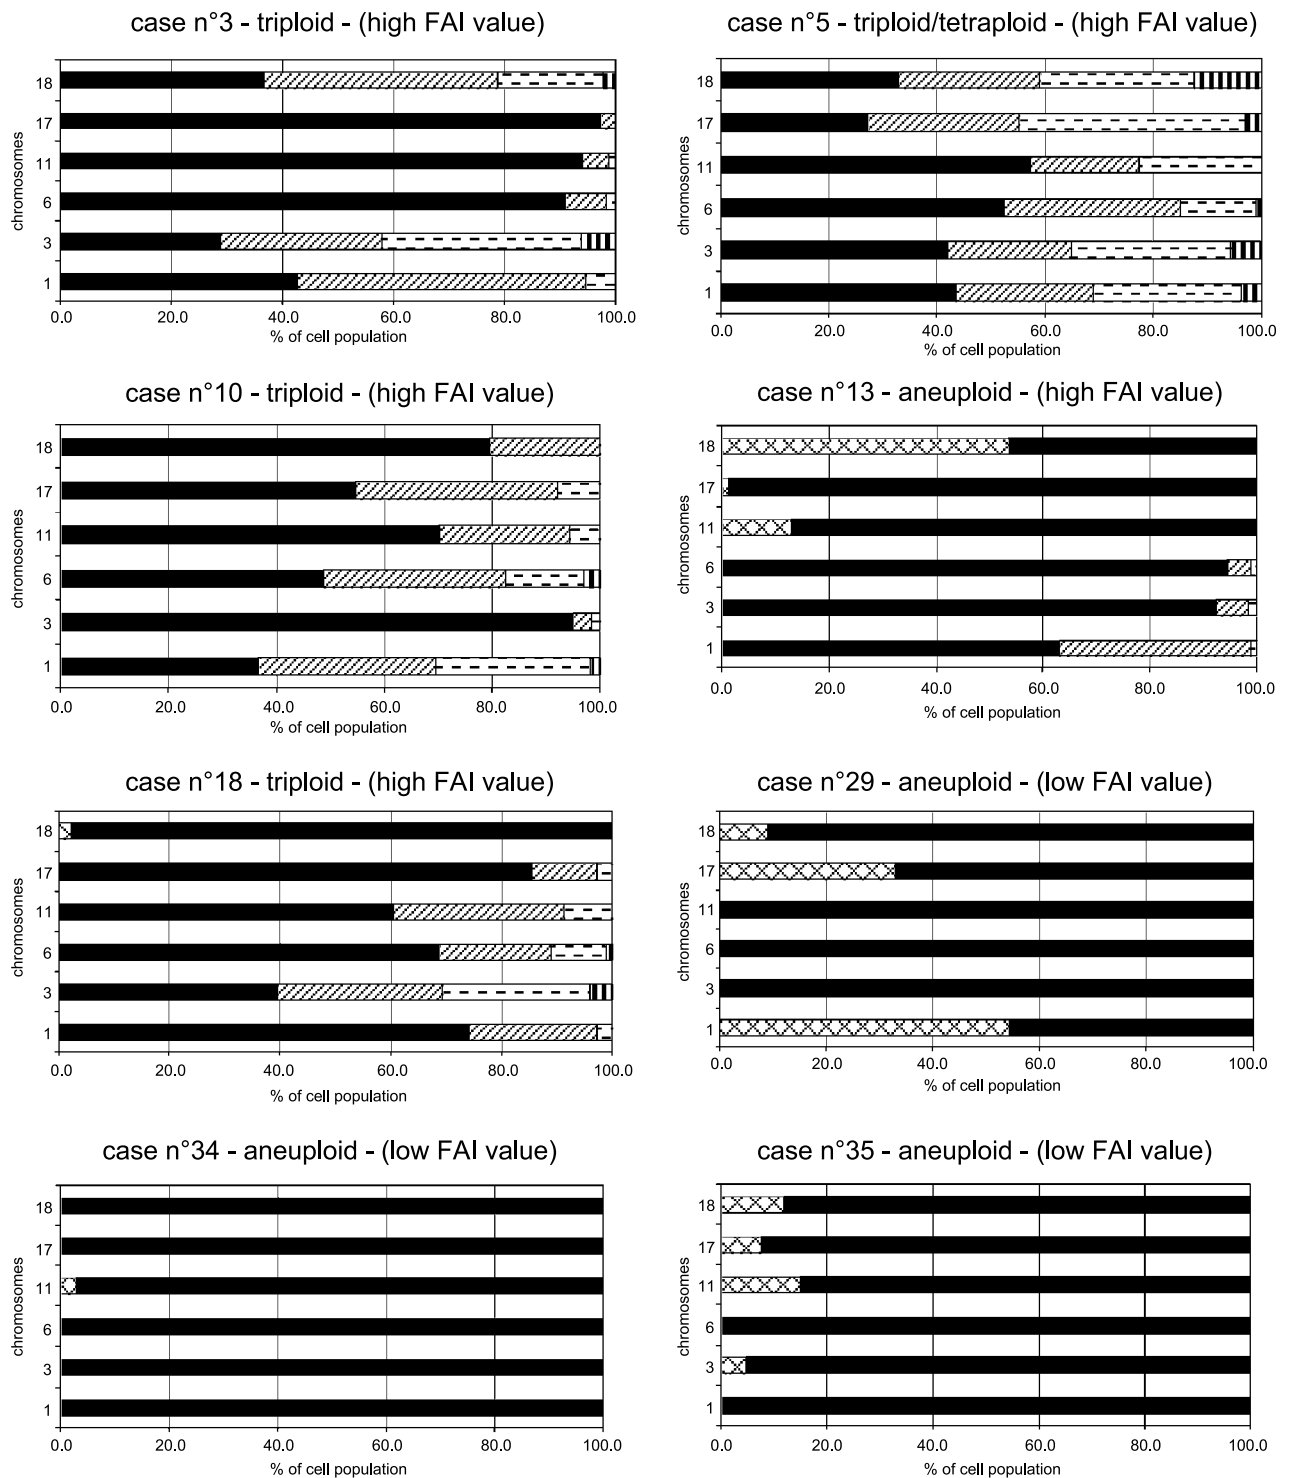 case n°3 - triploid - (high FAI value)
chromosomes
18
17
11
6
3
1
0.0 20.0 40.0 60.0 80.0 100.0
% of cell population
case n°5 - triploid/tetraploid - (high FAI value)
chromosomes
18
17
11
6
3
1
0.0 20.0 40.0 60.0 80.0 100.0
% of cell population
case n°10 - triploid - (high FAI value)
chromosomes
18
17
11
6
3
1
0.0 20.0 40.0 60.0 80.0 100.0
% of cell population
case n°13 - aneuploid - (high FAI value)
chromosomes
18
17
11
6
3
1
0.0 20.0 40.0 60.0 80.0 100.0
% of cell population
case n°18 - triploid - (high FAI value)
chromosomes
18
17
11
6
3
1
0.0 20.0 40.0 60.0 80.0 100.0
% of cell population
case n°29 - aneuploid - (low FAI value)
chromosomes
18
17
11
6
3
1
0.0 20.0 40.0 60.0 80.0 100.0
% of cell population
case n°34 - aneuploid - (low FAI value)
chromosomes
18
17
11
6
3
1
0.0 20.0 40.0 60.0 80.0 100.0
% of cell population
case n°35 - aneuploid - (low FAI value)
chromosomes
18
17
11
6
3
1
0.0 20.0 40.0 60.0 80.0 100.0
% of cell population